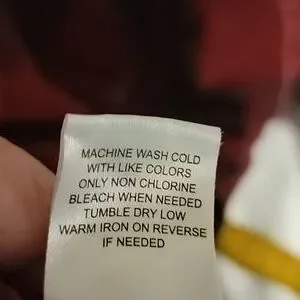 MACHINE WASH COLD
WITH LIKE COLORS
ONLY NON CHLORINE
BLEACH WHEN NEEDED
TUMBLE DRY LOW
WARM IRON ON REVERSE
IF NEEDED